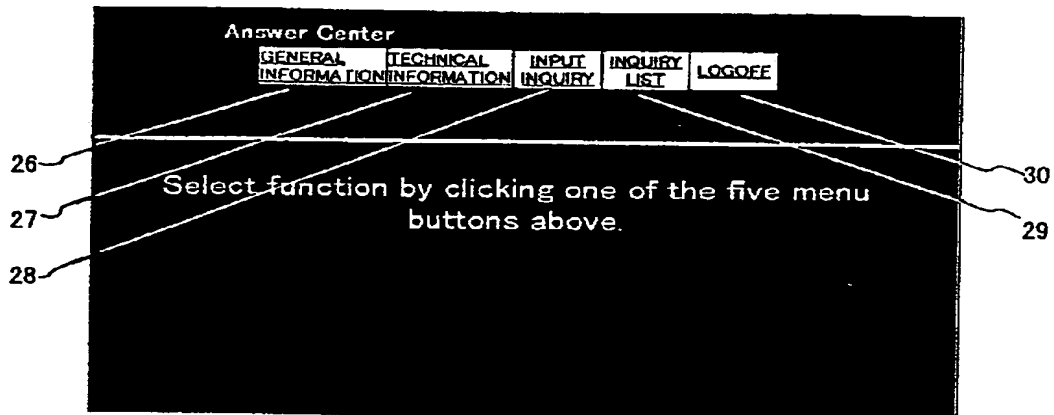 Answer Center
GENERAL INFORMATION
TECHNICAL INFORMATION
INPUT INQUIRY
INQUIRY LIST
LOGOFF
Select function by clicking one of the five menu
buttons above.
26
27
28
30
29